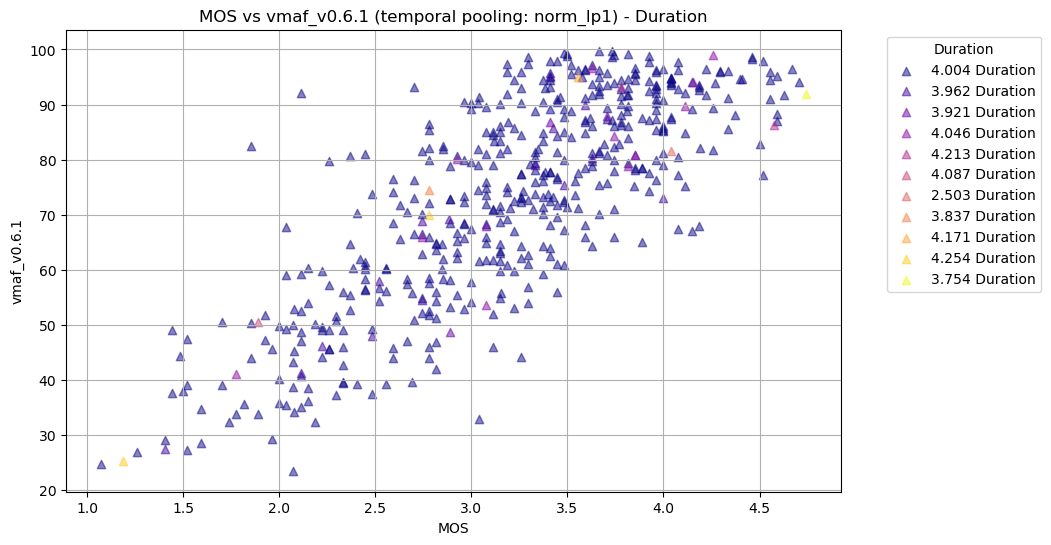 MOS vs vmaf_v0.6.1 (temporal pooling: norm_lp1) - Duration
Duration
4.004 Duration
3.962 Duration
3.921 Duration
4.046 Duration
4.213 Duration
4.087 Duration
2.503 Duration
3.837 Duration
4.171 Duration
4.254 Duration
3.754 Duration
vmaf_v0.6.1
100
90
80
70
60
50
40
30
20
1.0 1.5 2.0 2.5 3.0 3.5 4.0 4.5
MOS